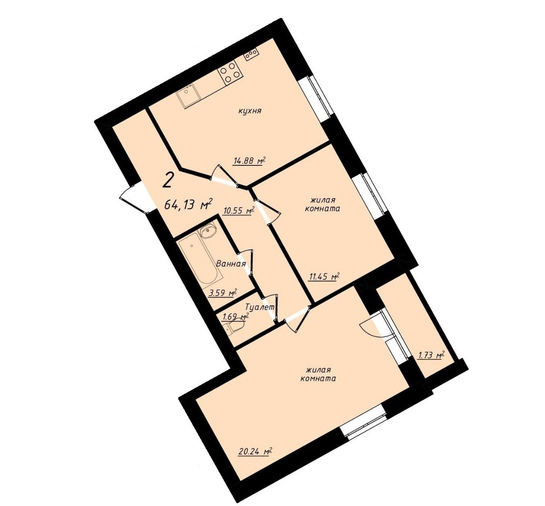 кухня
14.88 м²
2
64,13 м²
10.55 м²
жилая
комната
11.45 м²
Ванная
3.59 м²
Туалет
1.69 м²
1.73 м²
жилая
комната
20.24 м²